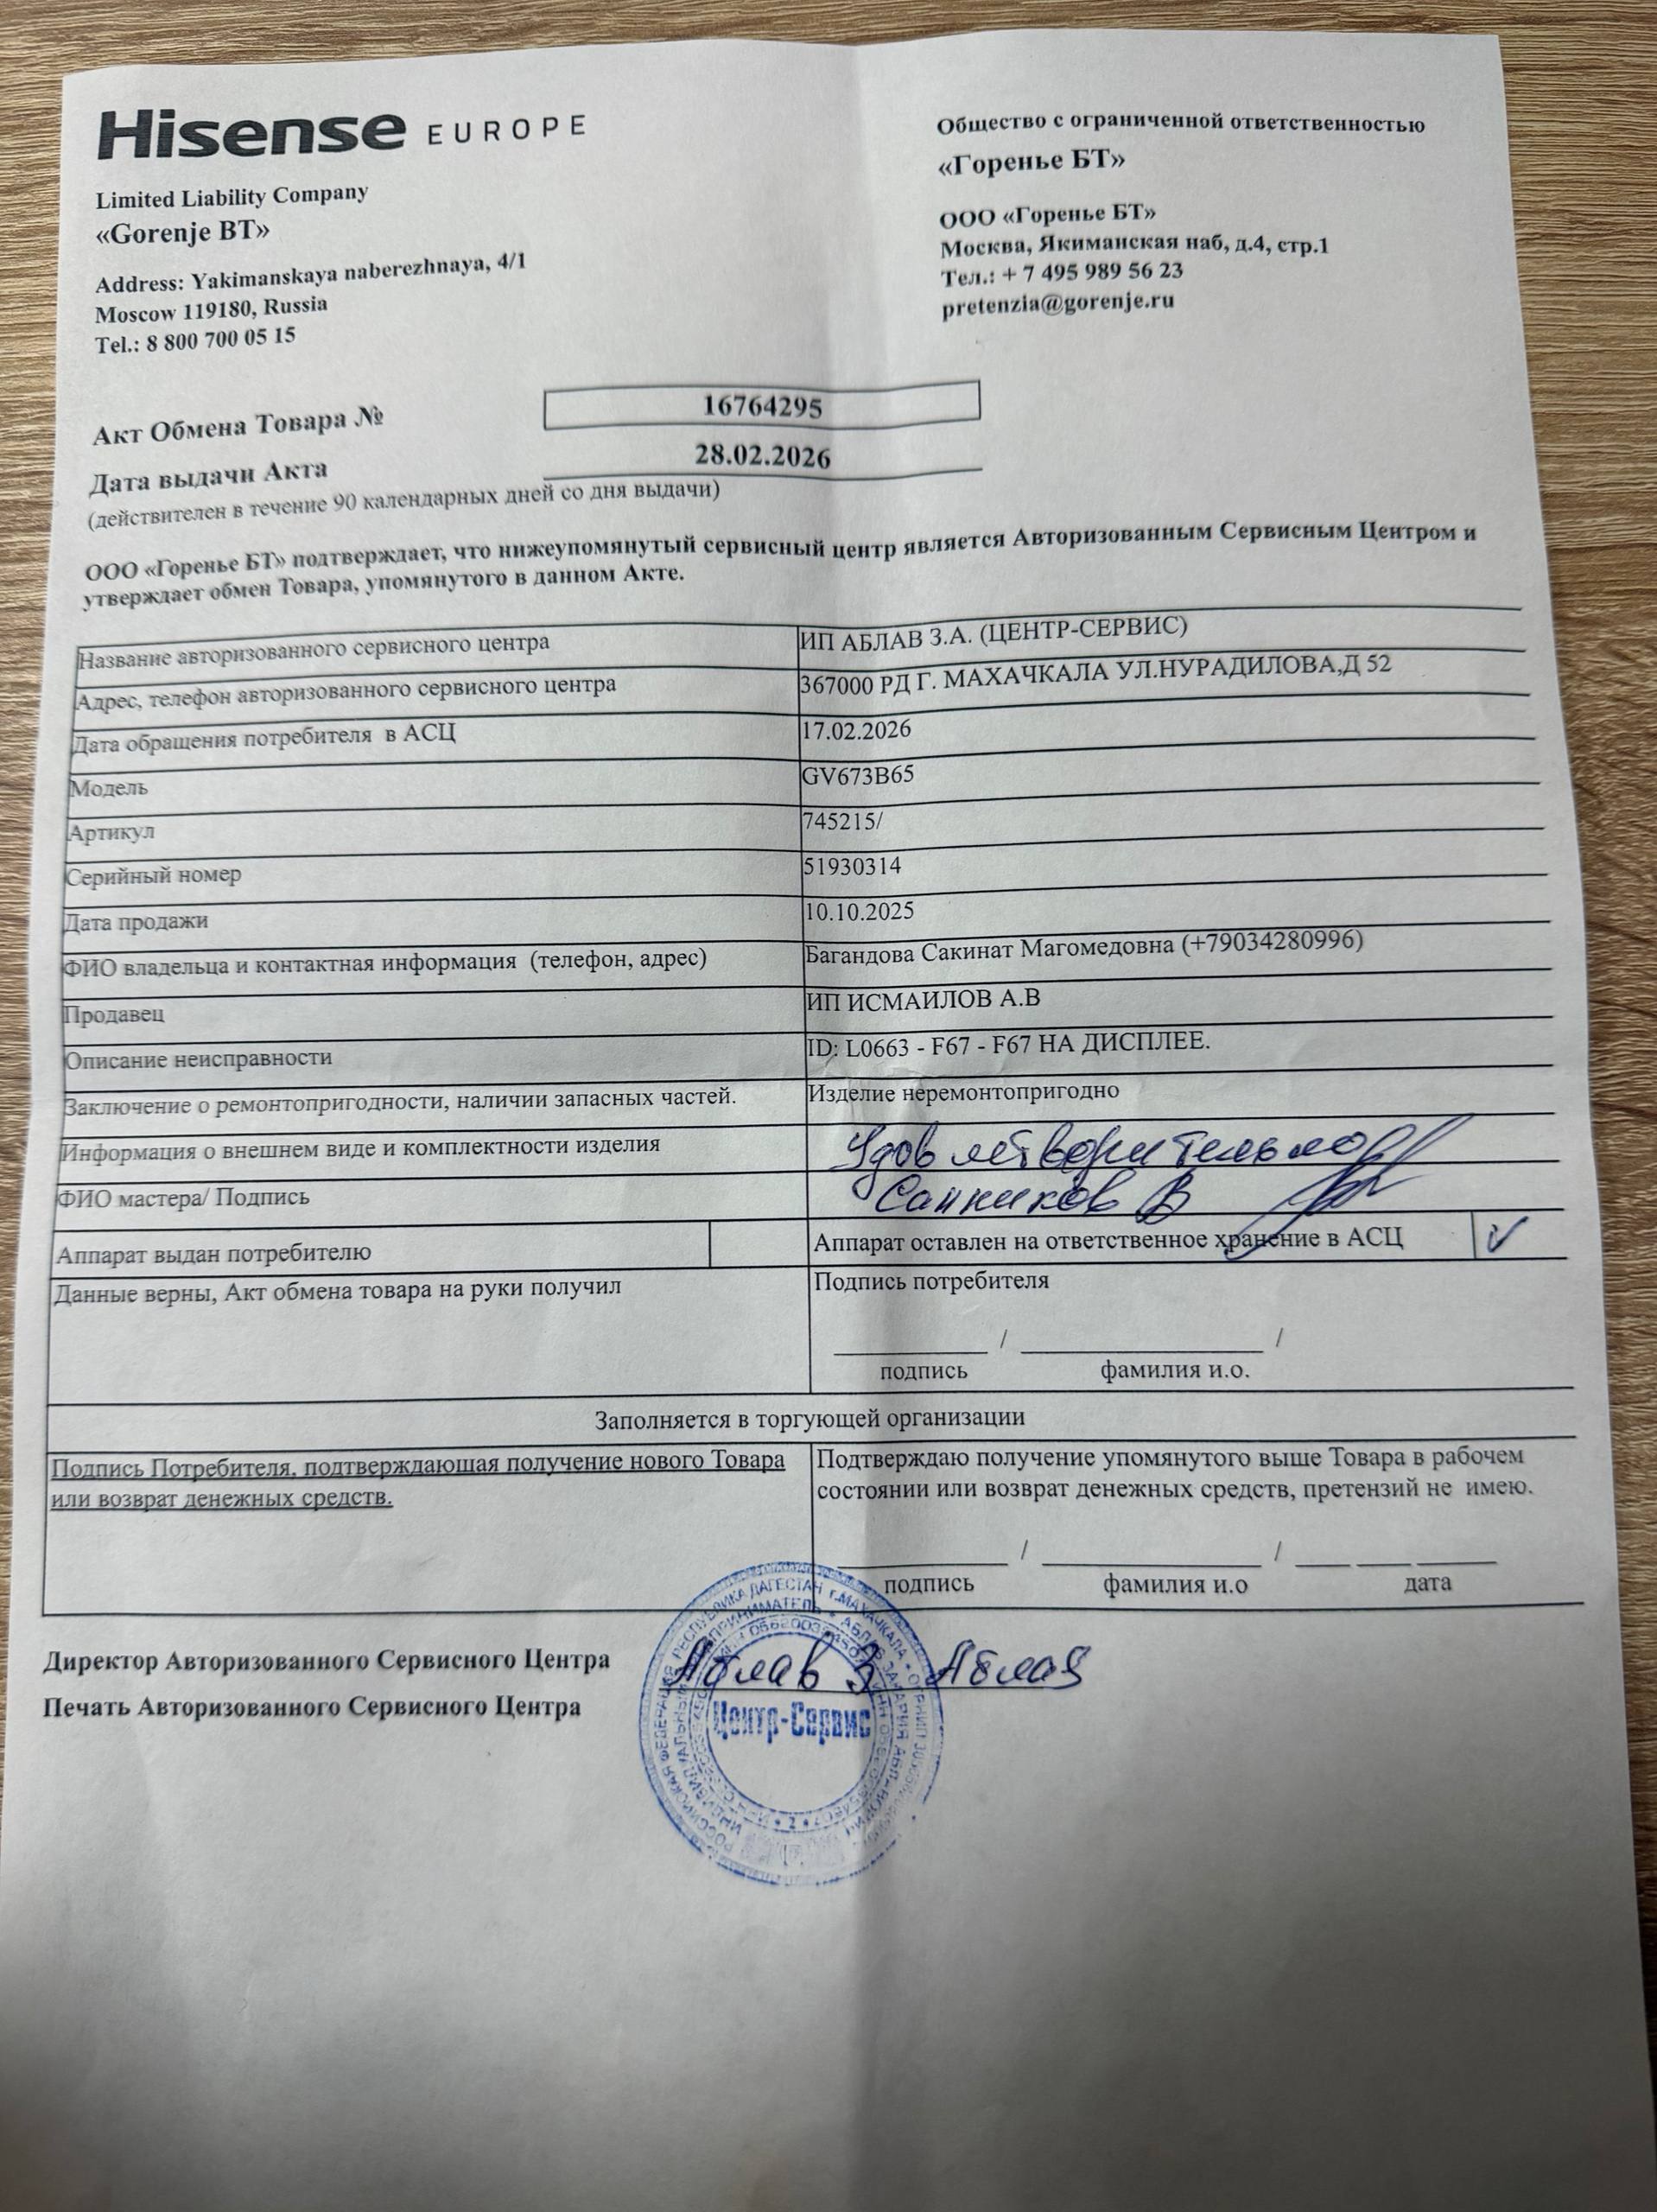 Hisense EUROPE
Limited Liability Company
«Gorenje BT»
Address: Yakimanskaya naberezhnaya, 4/1
Moscow 119180, Russia
Tel.: 8 800 700 05 15
Общество с ограниченной ответственностью
«Горенье БТ»
ООО «Горенье БТ»
Москва, Якиманская наб, д.4, стр.1
Тел.: + 7 495 989 56 23
pretenzia@gorenje.ru
Акт Обмена Товара № 16764295
Дата выдачи Акта 28.02.2026
(действителен в течение 90 календарных дней со дня выдачи)
ООО «Горенье БТ» подтверждает, что нижеупомянутый сервисный центр является Авторизованным Сервисным Центром и
утверждает обмен Товара, упомянутого в данном Акте.
Название авторизованного сервисного центра ИП АБЛАВ З.А. (ЦЕНТР-СЕРВИС)
Адрес, телефон авторизованного сервисного центра 367000 РД Г. МАХАЧКАЛА УЛ.НУРАДИЛОВА,Д 52
Дата обращения потребителя в АСЦ 17.02.2026
Модель GV673B65
Артикул 745215/
Серийный номер 51930314
Дата продажи 10.10.2025
ФИО владельца и контактная информация (телефон, адрес) Багандова Сакинат Магомедовна (+79034280996)
Продавец ИП ИСМАИЛОВ А.В
Описание неисправности ID: L0663 - F67 - F67 НА ДИСПЛЕЕ.
Заключение о ремонтопригодности, наличии запасных частей. Изделие неремонтопригодно
Информация о внешнем виде и комплектности изделия Удовлетворительно
ФИО мастера/ Подпись Санников В
Аппарат выдан потребителю Аппарат оставлен на ответственное хранение в АСЦ
Данные верны, Акт обмена товара на руки получил Подпись потребителя
/ /
подпись фамилия и.о.
Заполняется в торгующей организации
Подпись Потребителя, подтверждающая получение нового Товара
или возврат денежных средств.
Подтверждаю получение упомянутого выше Товара в рабочем
состоянии или возврат денежных средств, претензий не имею.
/ /
подпись фамилия и.о дата
Директор Авторизованного Сервисного Центра Аблав З Аблав
Печать Авторизованного Сервисного Центра
РОССИЙСКАЯ ФЕДЕРАЦИЯ РЕСПУБЛИКА ДАГЕСТАН г.МАХАЧКАЛА
Центр-Сервис